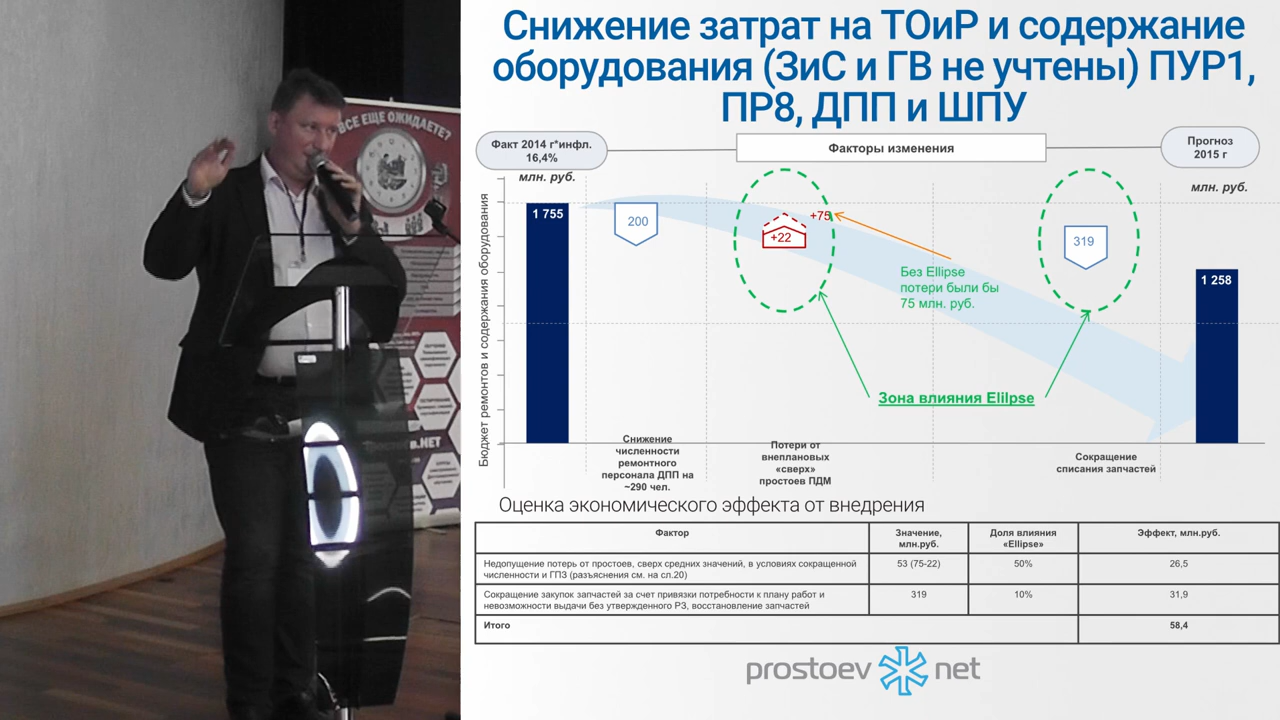 ВСЕ ЕЩЕ ОЖИДАЕТЕ?
.NET
Снижение затрат на ТОиР и содержание
оборудования (ЗиС и ГВ не учтены) ПУР1,
ПР8, ДПП и ШПУ
Факт 2014 г*инфл.
16,4%
Факторы изменения
Прогноз
2015 г
млн. руб.
млн. руб.
Бюджет ремонтов и содержания оборудования
1 755
200
+75
+22
319
1 258
Без Ellipse
потери были бы
75 млн. руб.
Зона влияния Elilpse
Снижение
численности
ремонтного
персонала ДПП на
~290 чел.
Потери от
внеплановых
«сверх»
простоев ПДМ
Сокращение
списания запчастей
Оценка экономического эффекта от внедрения
Фактор
Значение,
млн.руб.
Доля влияния
«Ellipse»
Эффект, млн.руб.
Недопущение потерь от простоев, сверх средних значений, в условиях сокращенной
численности и ГПЗ (разъяснения см. на сл.20)
53 (75-22)
50%
26,5
Сокращение закупок запчастей за счет привязки потребности к плану работ и
невозможности выдачи без утвержденного РЗ, восстановление запчастей
319
10%
31,9
Итого
58,4
prostoev net